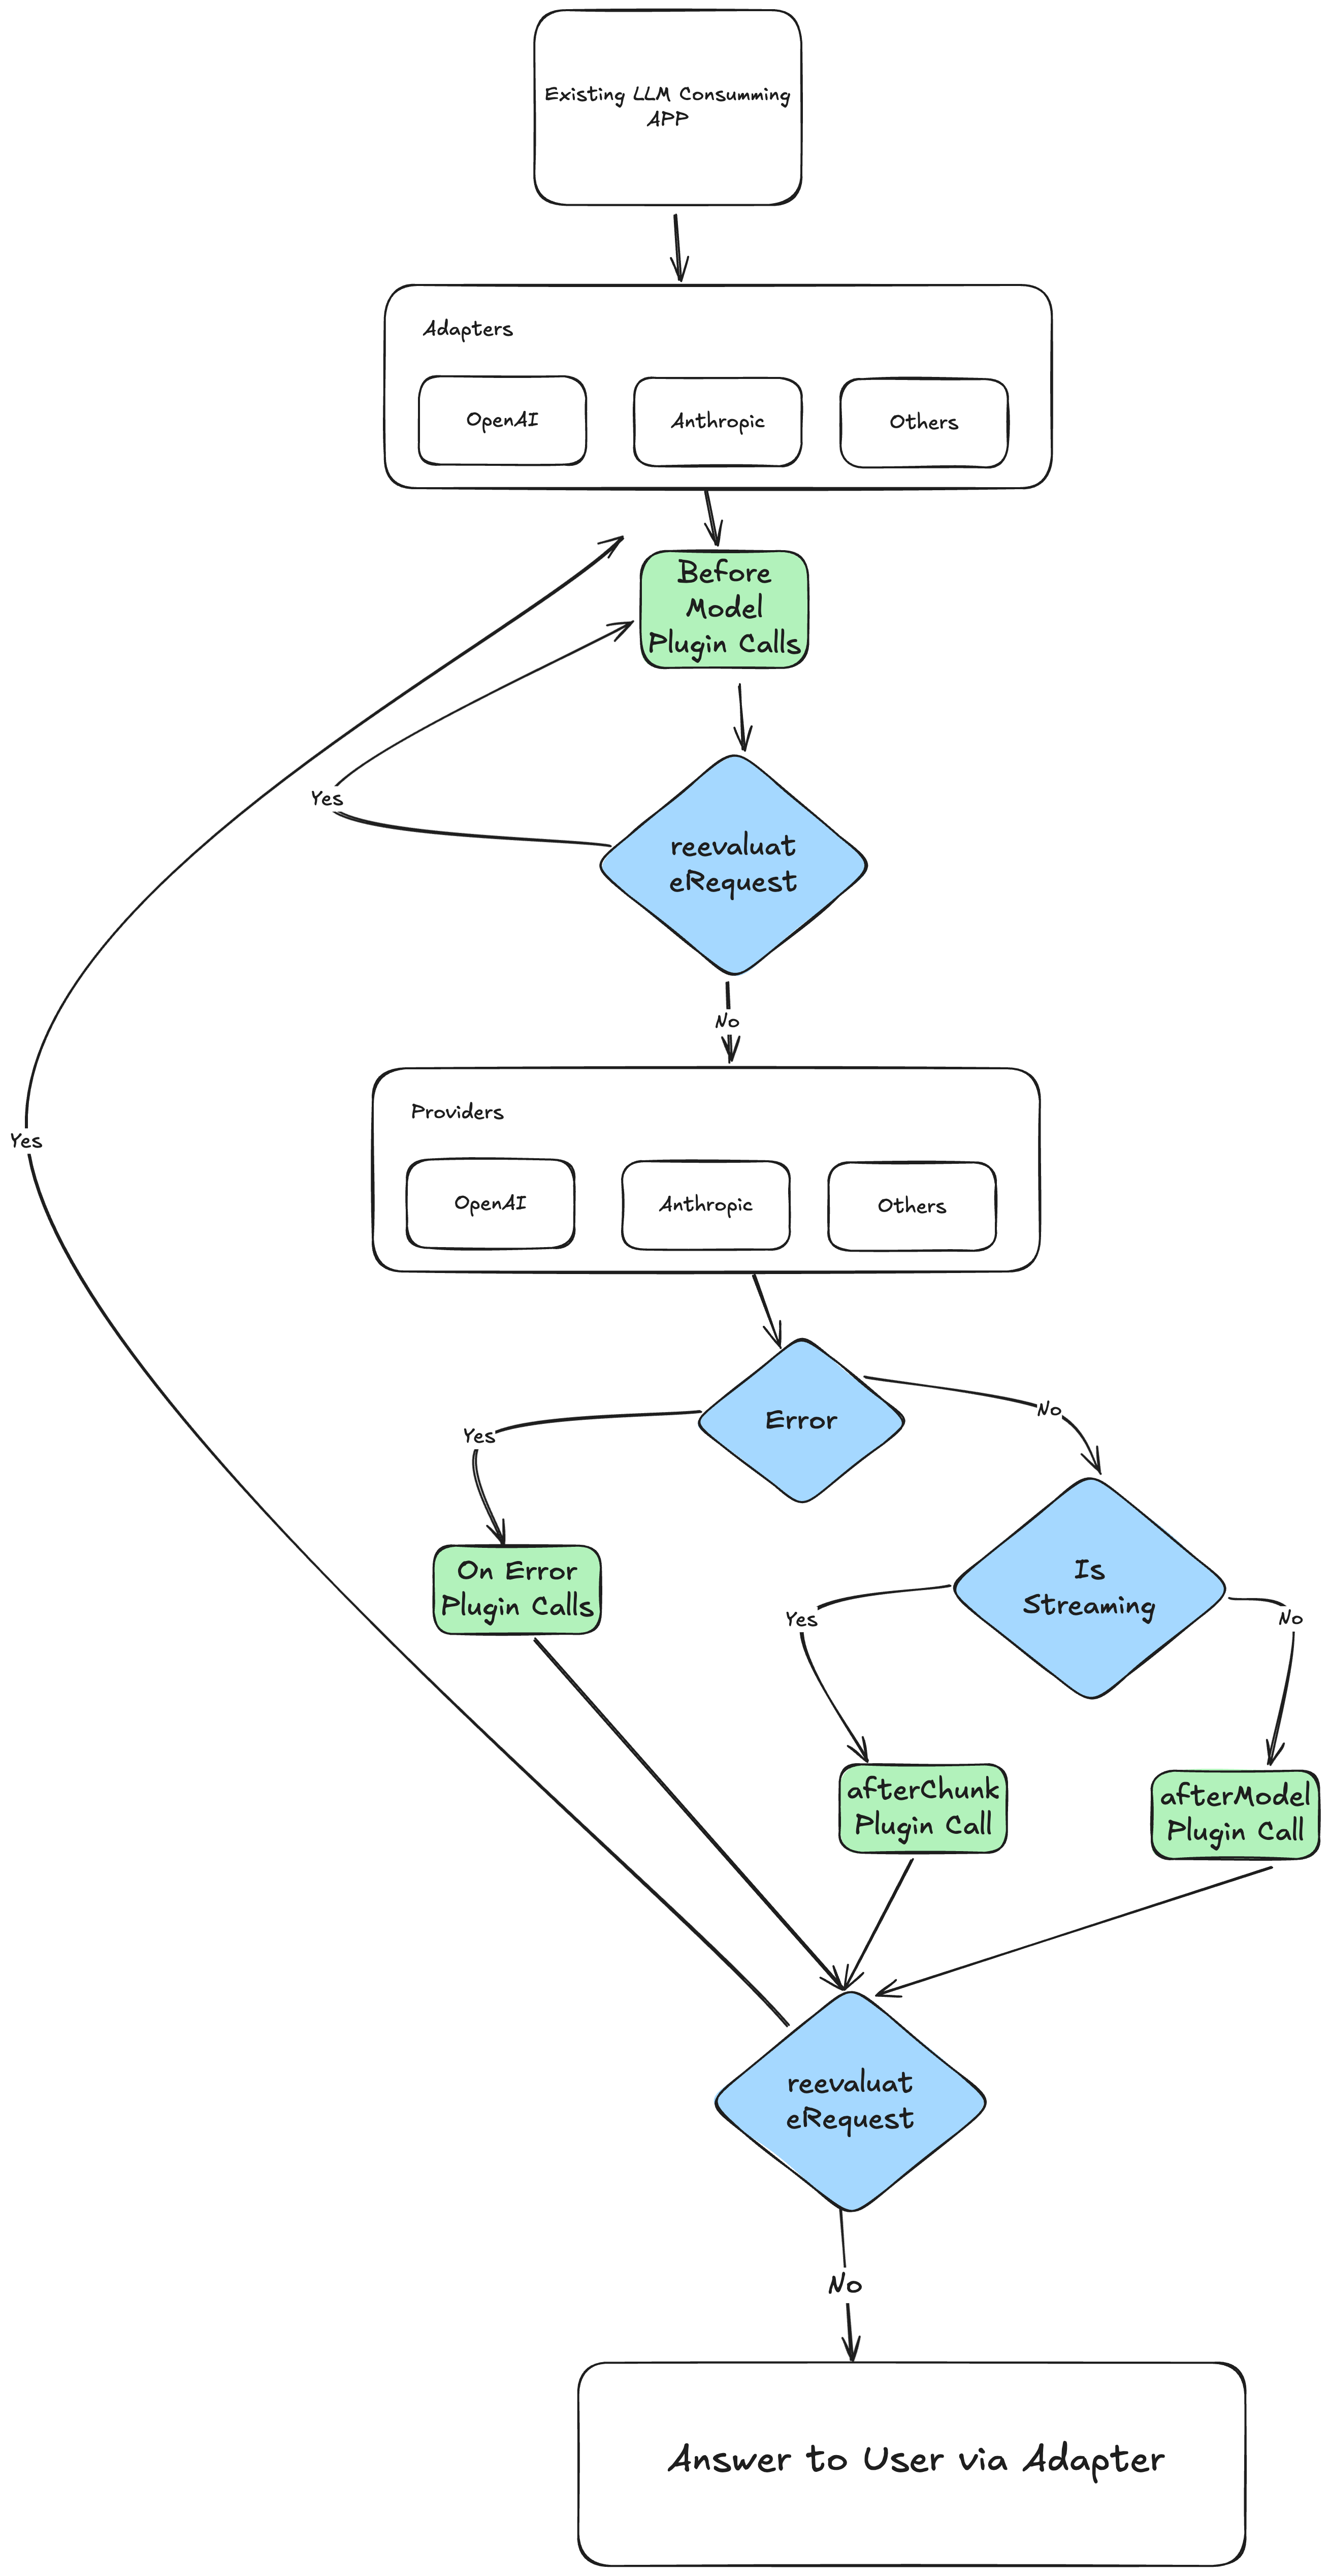 Existing LLM Consumming
APP
Adapters
OpenAI
Anthropic
Others
Before
Model
Plugin Calls
Yes
reevaluat
eRequest
No
Providers
Yes
OpenAI
Anthropic
Others
Error
No
Yes
On Error
Plugin Calls
Is
Streaming
Yes
No
afterChunk
Plugin Call
afterModel
Plugin Call
reevaluat
eRequest
No
Answer to User via Adapter